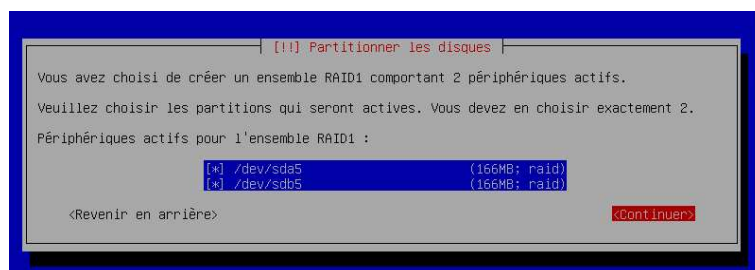 [!!] Partitionner les disques
Vous avez choisi de créer un ensemble RAID1 comportant 2 périphériques actifs.
Veuillez choisir les partitions qui seront actives. Vous devez en choisir exactement 2.
Périphériques actifs pour l'ensemble RAID1 :
[*] /dev/sda5 (166MB; raid)
[*] /dev/sdb5 (166MB; raid)
<Revenir en arrière> <Continuer>